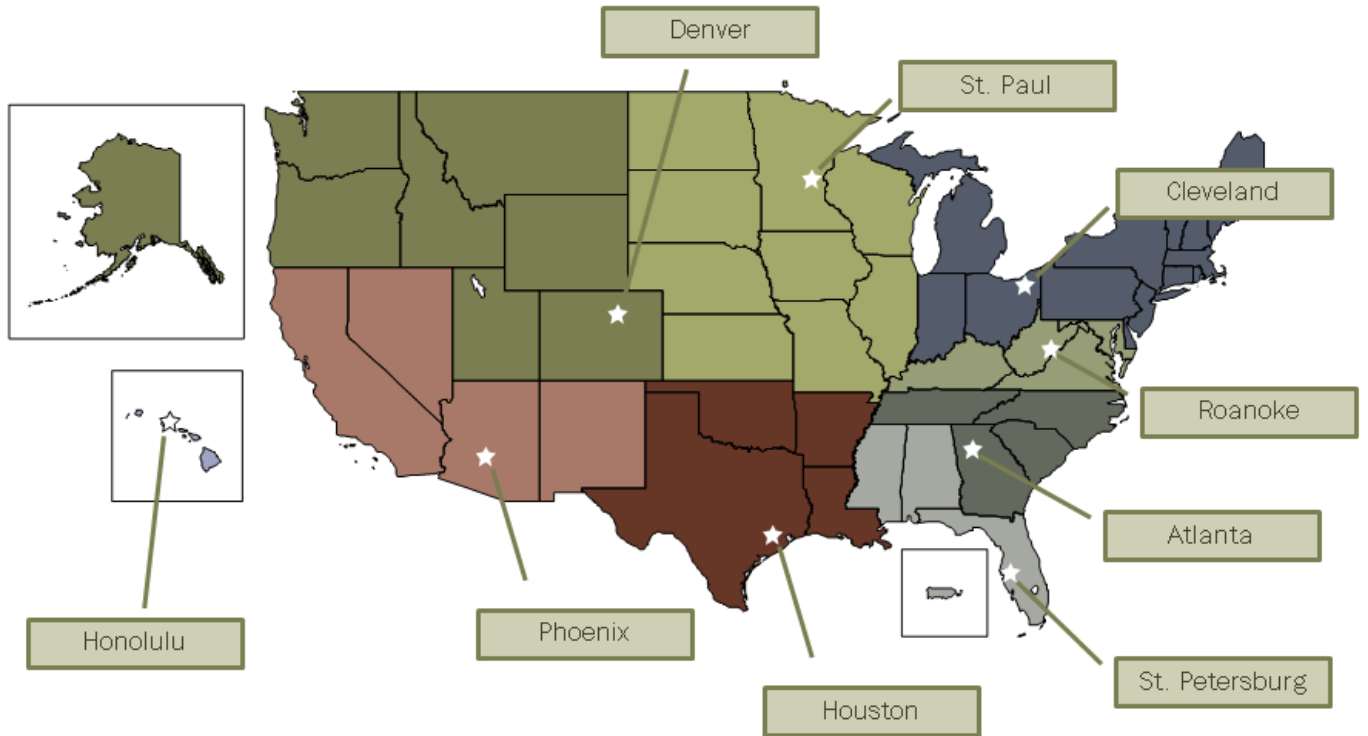 Denver
St. Paul
Cleveland
Roanoke
Atlanta
Honolulu
Phoenix
St. Petersburg
Houston